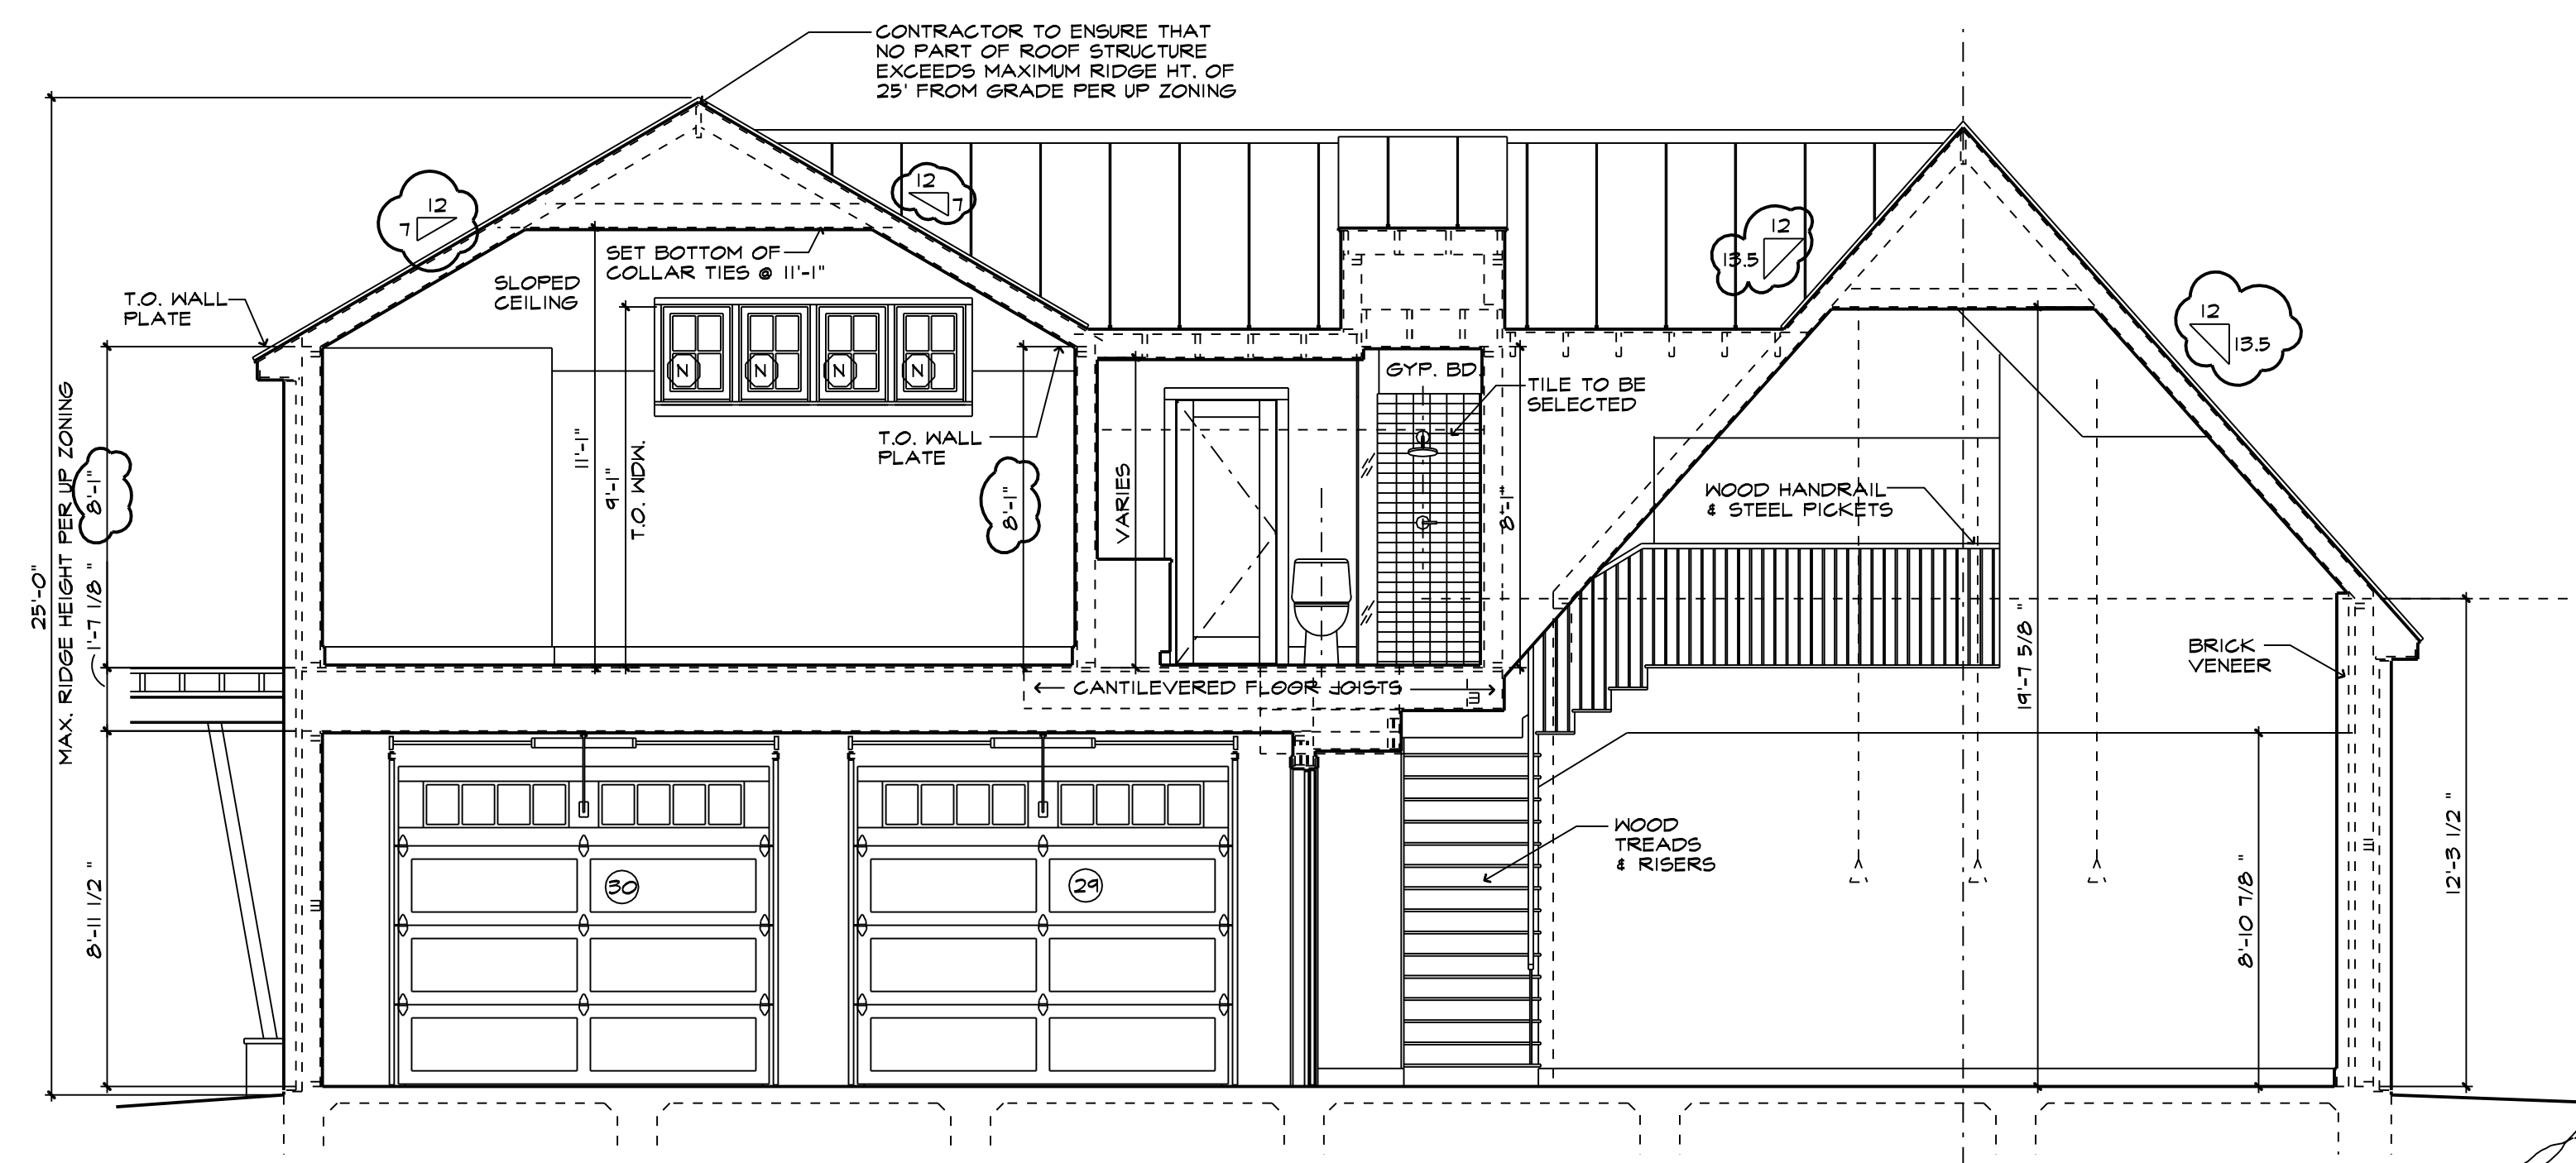 CONTRACTOR TO ENSURE THAT
NO PART OF ROOF STRUCTURE
EXCEEDS MAXIMUM RIDGE HT. OF
25' FROM GRADE PER UP ZONING
12
7
12
7
12
13.5
12
13.5
SET BOTTOM OF
COLLAR TIES @ 11'-1"
SLOPED
CEILING
T.O. WALL
PLATE
N
N
N
N
GYP. BD.
TILE TO BE
SELECTED
T.O. WALL
PLATE
25'-0"
MAX. RIDGE HEIGHT PER UP ZONING
8'-1"
1'-7 1/8 "
8'-11 1/2 "
11'-1"
9'-1"
T.O. WDW.
8'-1"
VARIES
8'-1"
WOOD HANDRAIL
& STEEL PICKETS
BRICK
VENEER
CANTILEVERED FLOOR JOISTS
19'-7 5/8 "
WOOD
TREADS
& RISERS
30
29
8'-10 7/8 "
12'-3 1/2 "